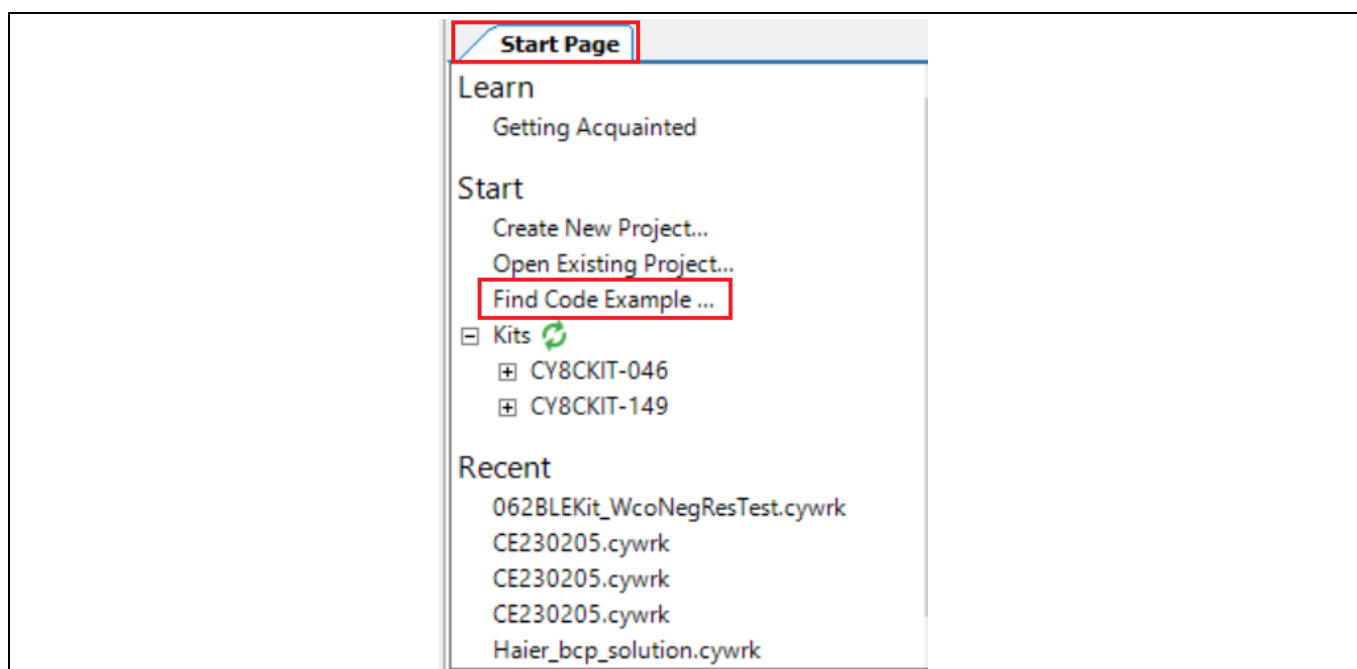 Start Page
Learn
Getting Acquainted
Start
Create New Project...
Open Existing Project...
Find Code Example ...
Kits
CY8CKIT-046
CY8CKIT-149
Recent
062BLEKit_WcoNegResTest.cywrk
CE230205.cywrk
CE230205.cywrk
CE230205.cywrk
Haier_bcp_solution.cywrk